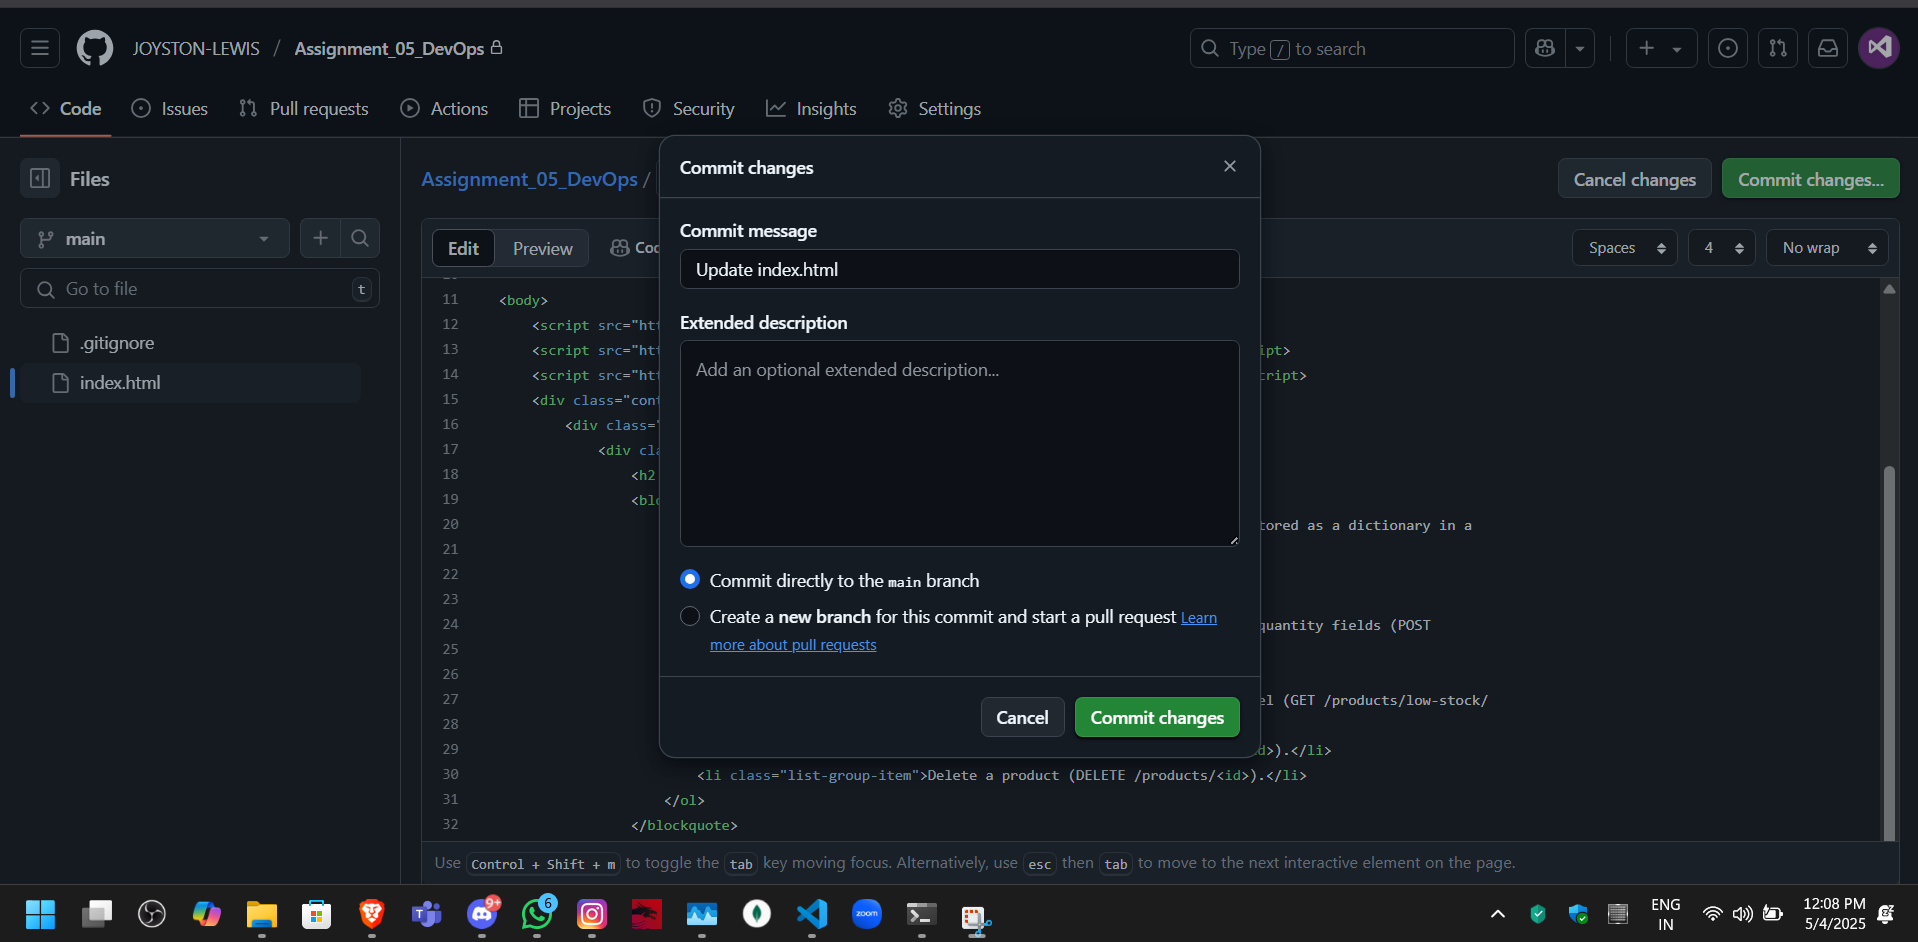 JOYSTON-LEWIS / Assignment_05_DevOps
Type / to search
Code Issues Pull requests Actions Projects Security Insights Settings
Files
main
Go to file t
.gitignore
index.html
Assignment_05_DevOps /
Cancel changes Commit changes...
Edit Preview
Spaces 4 No wrap
Commit changes
Commit message
Update index.html
Extended description
Add an optional extended description...
Commit directly to the main branch
Create a new branch for this commit and start a pull request Learn
more about pull requests
Cancel Commit changes
11 <body>
12 <script src="htt
13 <script src="htt ipt>
14 <script src="htt cript>
15 <div class="cont
16 <div class="
17 <div cla
18 <h2
19 <blo
20 tored as a dictionary in a
21
22
23
24 quantity fields (POST
25
26
27 el (GET /products/low-stock/
28
29 d>).</li>
30 <li class="list-group-item">Delete a product (DELETE /products/<id>).</li>
31 </ol>
32 </blockquote>
Use Control + Shift + m to toggle the tab key moving focus. Alternatively, use esc then tab to move to the next interactive element on the page.
9+
6
zoom
ENG
IN
12:08 PM
5/4/2025